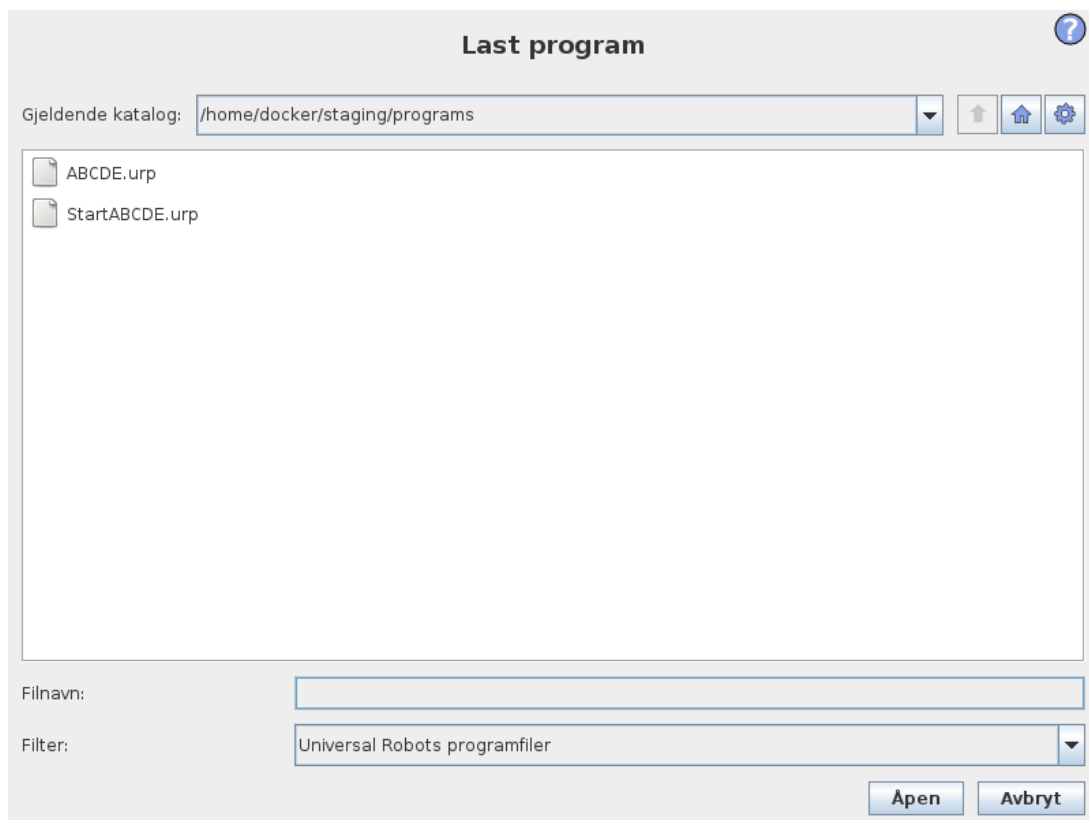 Last program
?
Gjeldende katalog: /home/docker/staging/programs
ABCDE.urp
StartABCDE.urp
Filnavn:
Filter: Universal Robots programfiler
Åpen Avbryt